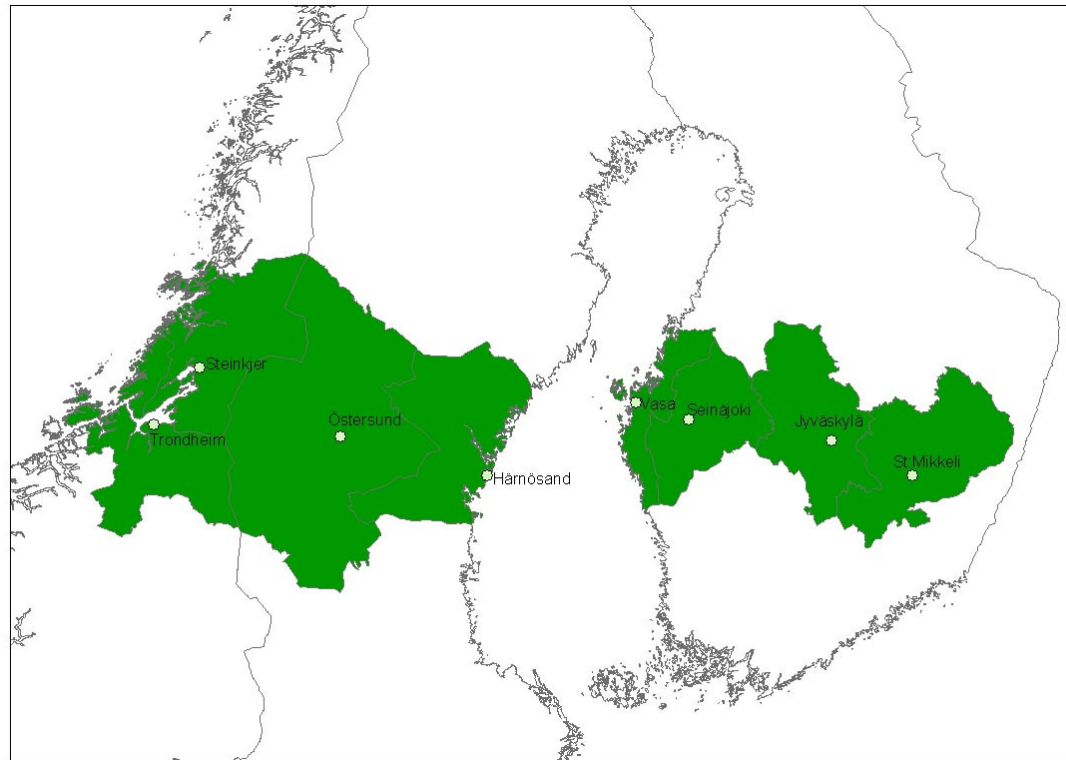 Steinkjer
Trondheim
Östersund
Härnösand
Vasa
Seinäjoki
Jyväskylä
St Mikkeli